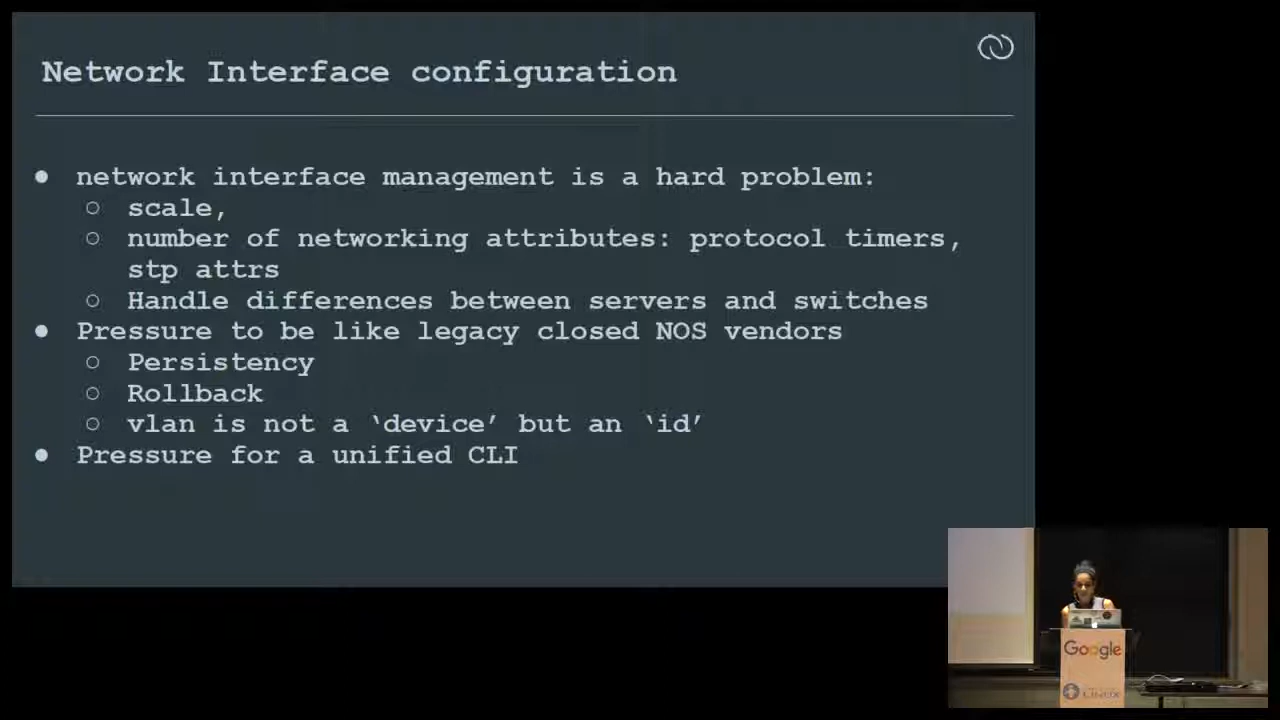 Network Interface configuration
● network interface management is a hard problem:
○ scale,
○ number of networking attributes: protocol timers,
stp attrs
○ Handle differences between servers and switches
● Pressure to be like legacy closed NOS vendors
○ Persistency
○ Rollback
○ vlan is not a ‘device’ but an ‘id’
● Pressure for a unified CLI
Google